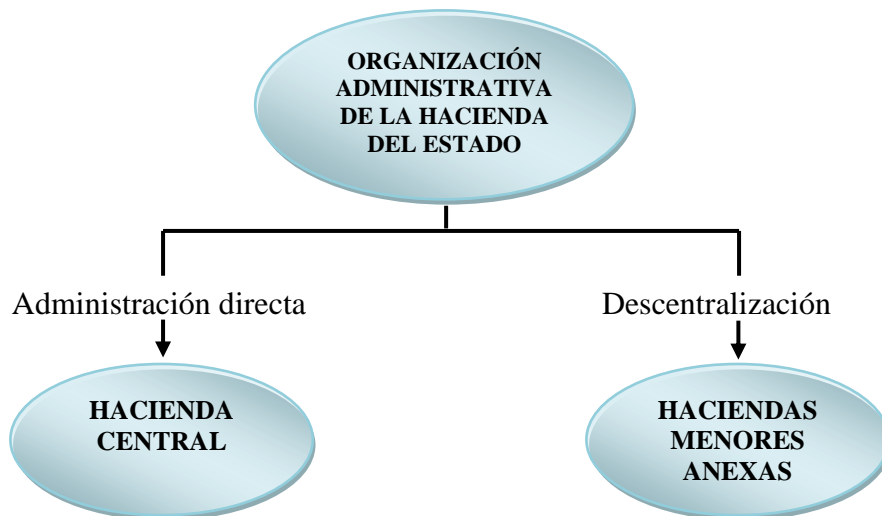 ORGANIZACIÓN
ADMINISTRATIVA
DE LA HACIENDA
DEL ESTADO
Administración directa
Descentralización
HACIENDA
CENTRAL
HACIENDAS
MENORES
ANEXAS